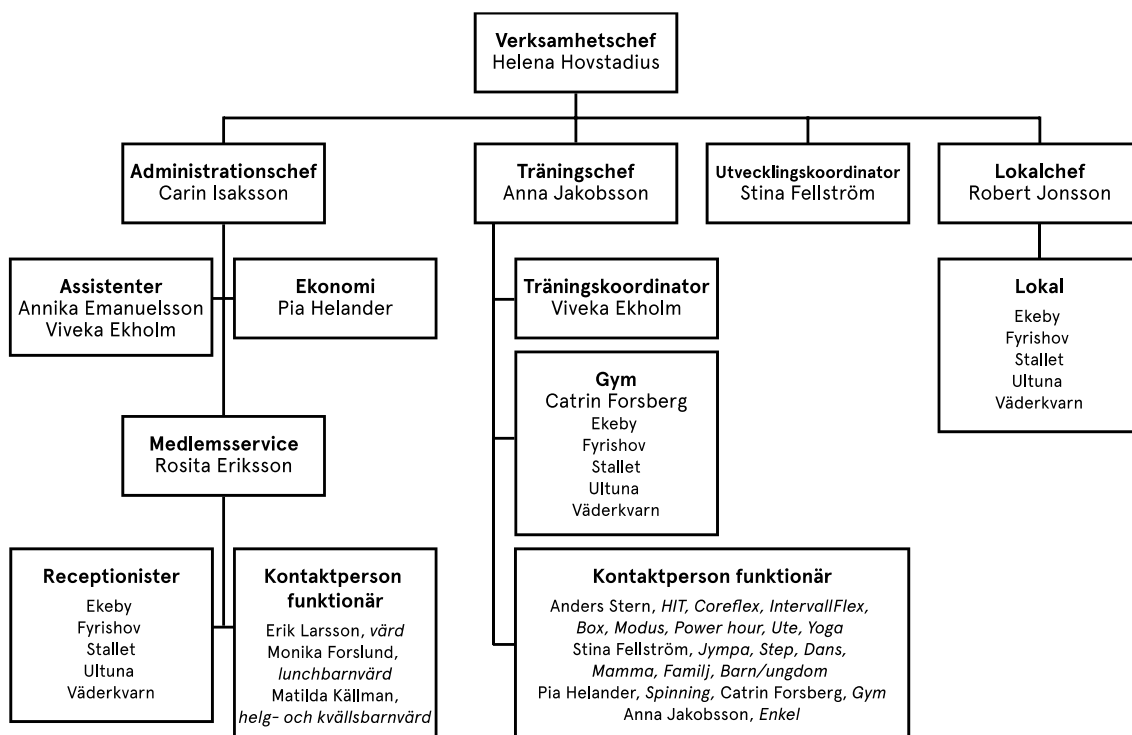 Verksamhetschef
Helena Hovstadius
Administrationschef
Carin Isaksson
Träningschef
Anna Jakobsson
Utvecklingskoordinator
Stina Fellström
Lokalchef
Robert Jonsson
Assistenter
Annika Emanuelsson
Viveka Ekholm
Ekonomi
Pia Helander
Träningskoordinator
Viveka Ekholm
Lokal
Ekeby
Fyrishov
Stallet
Ultuna
Väderkvarn
Gym
Catrin Forsberg
Ekeby
Fyrishov
Stallet
Ultuna
Väderkvarn
Medlemsservice
Rosita Eriksson
Receptionister
Ekeby
Fyrishov
Stallet
Ultuna
Väderkvarn
Kontaktperson
funktionär
Erik Larsson, värd
Monika Forslund,
lunchbarnvärd
Matilda Källman,
helg- och kvällsbarnvärd
Kontaktperson funktionär
Anders Stern, HIT, Coreflex, IntervallFlex,
Box, Modus, Power hour, Ute, Yoga
Stina Fellström, Jympa, Step, Dans,
Mamma, Familj, Barn/ungdom
Pia Helander, Spinning, Catrin Forsberg, Gym
Anna Jakobsson, Enkel